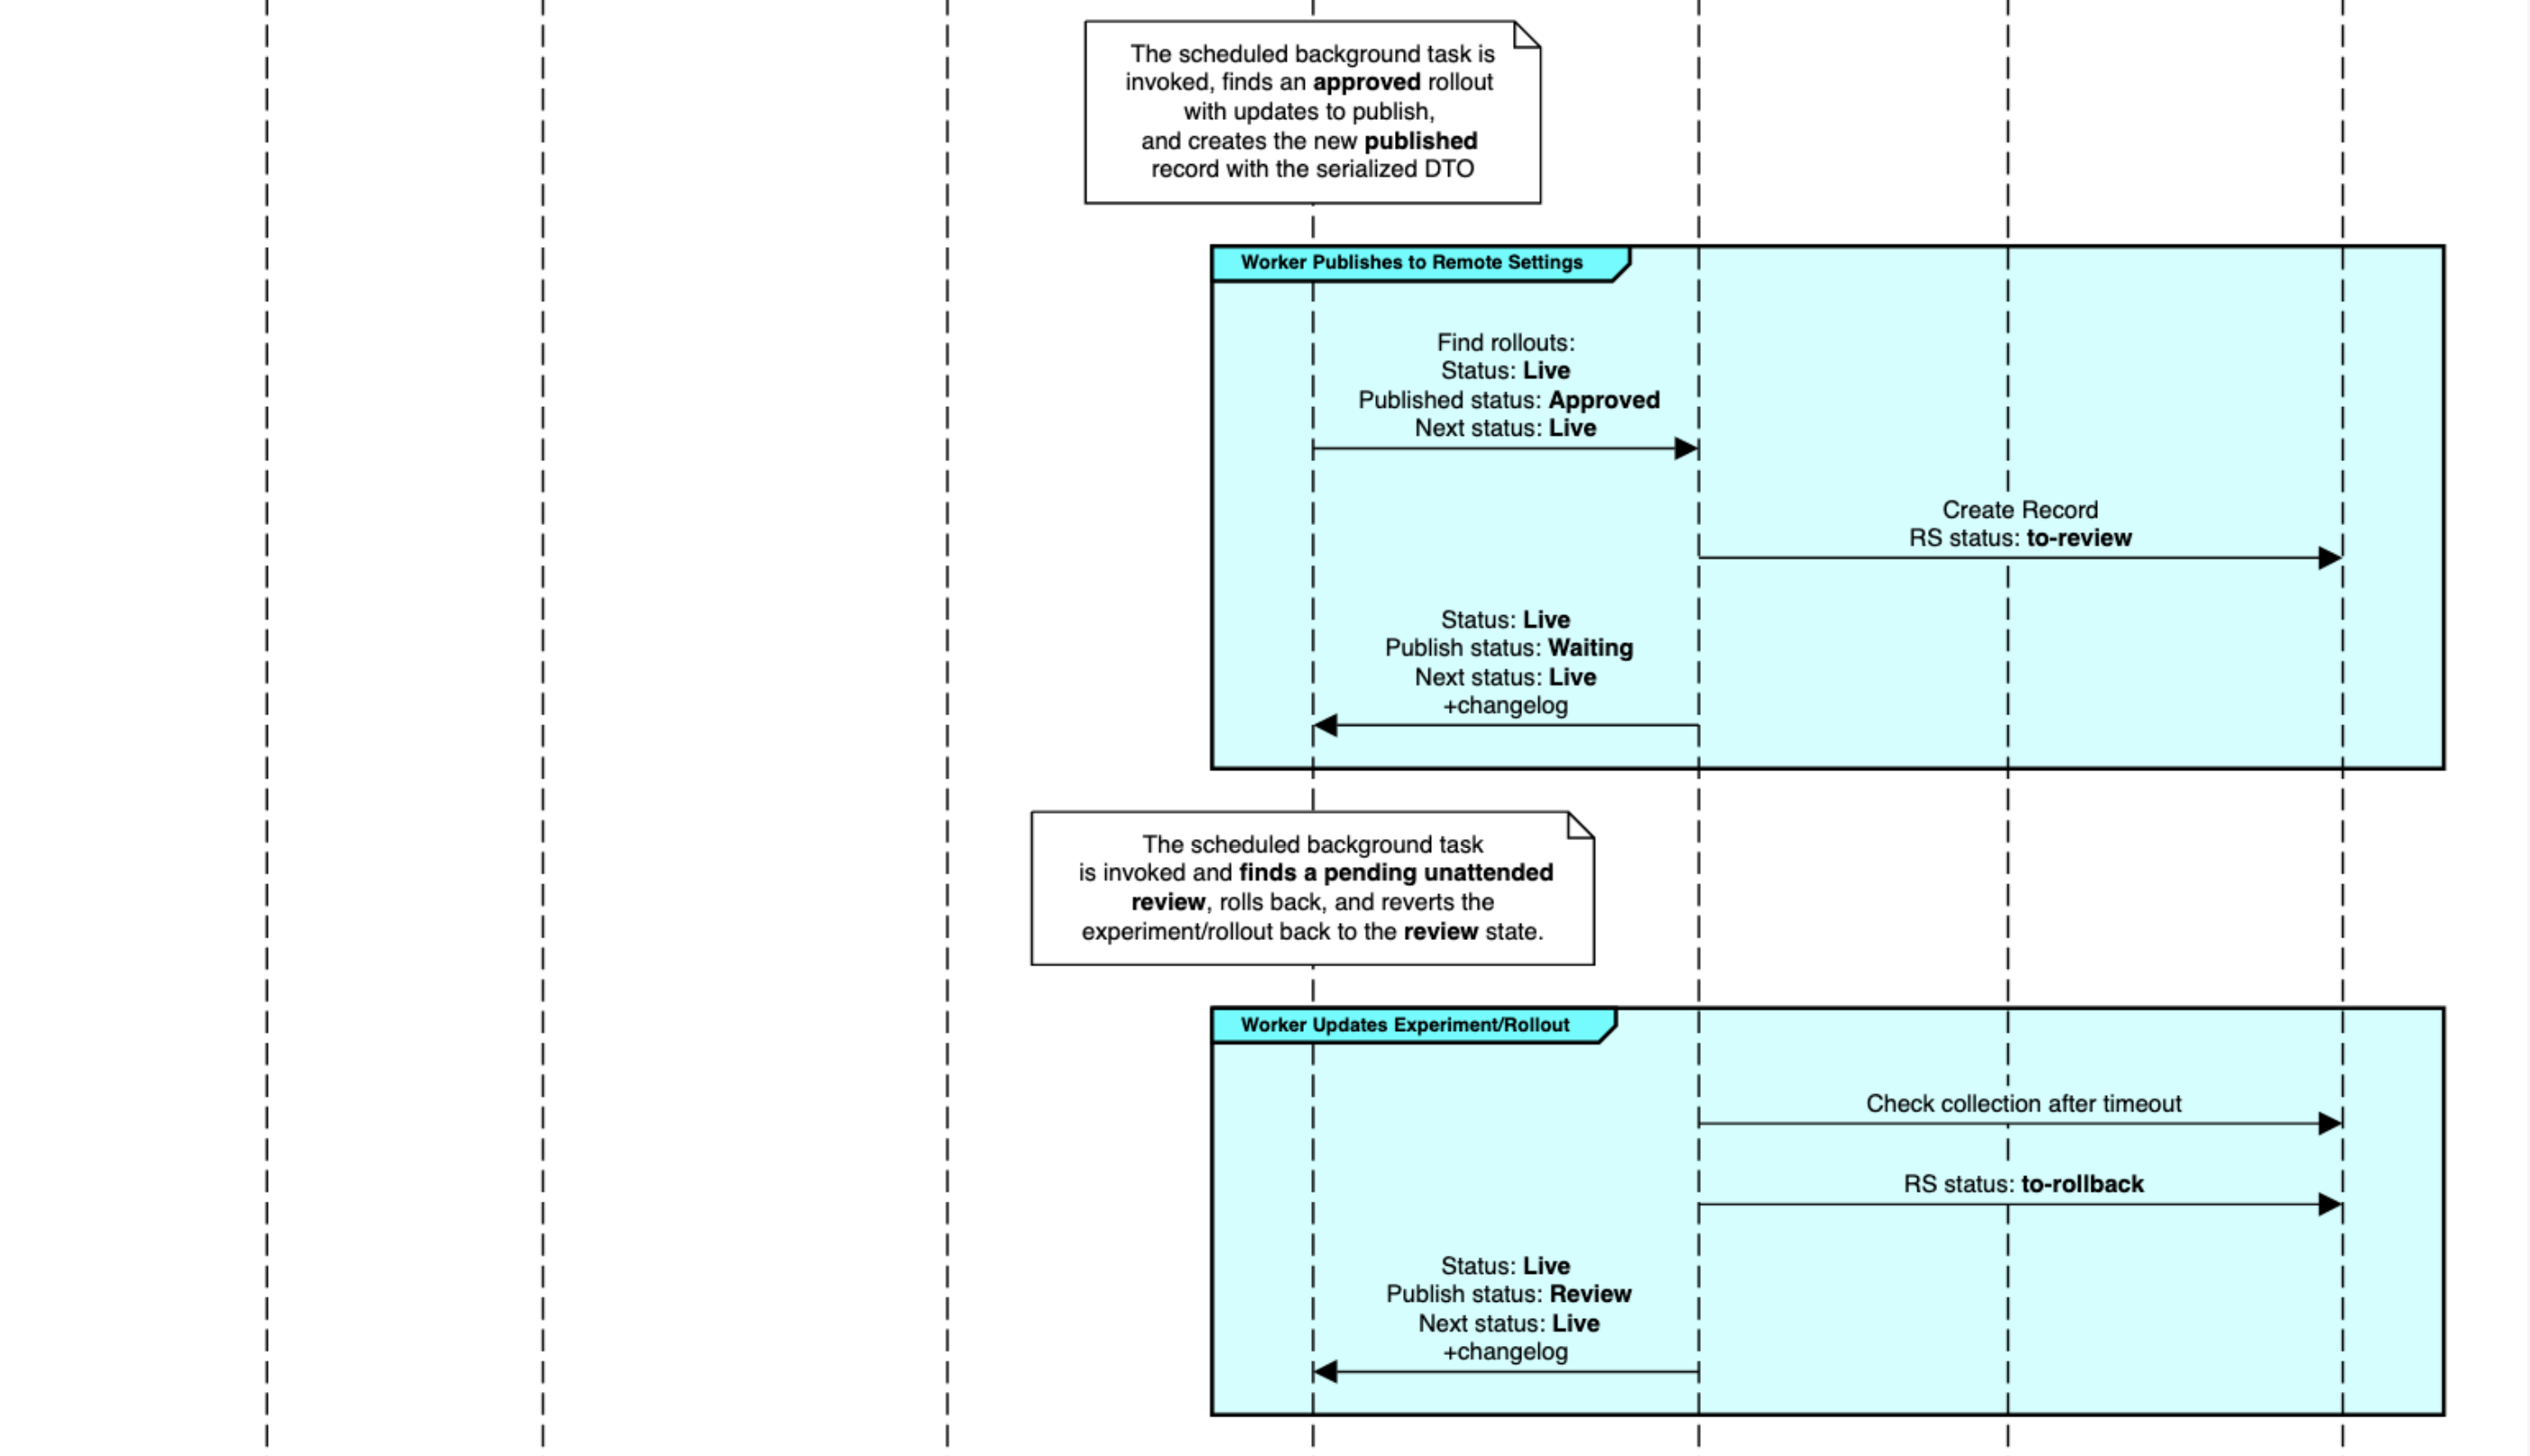 The scheduled background task is
invoked, finds an approved rollout
with updates to publish,
and creates the new published
record with the serialized DTO
Worker Publishes to Remote Settings
Find rollouts:
Status: Live
Published status: Approved
Next status: Live
Create Record
RS status: to-review
Status: Live
Publish status: Waiting
Next status: Live
+changelog
The scheduled background task
is invoked and finds a pending unattended
review, rolls back, and reverts the
experiment/rollout back to the review state.
Worker Updates Experiment/Rollout
Check collection after timeout
RS status: to-rollback
Status: Live
Publish status: Review
Next status: Live
+changelog